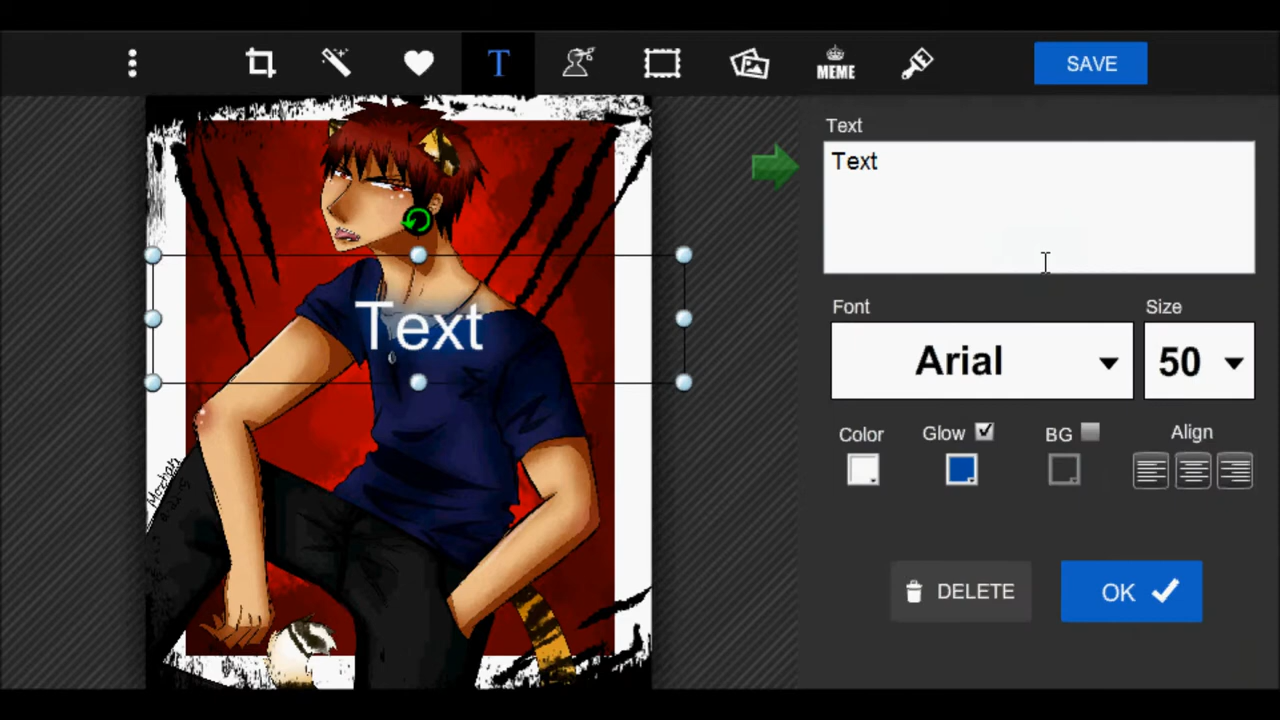 T
MEME
SAVE
Text
Text
Text
Font
Size
Arial
50
Color
Glow
BG
Align
DELETE
OK